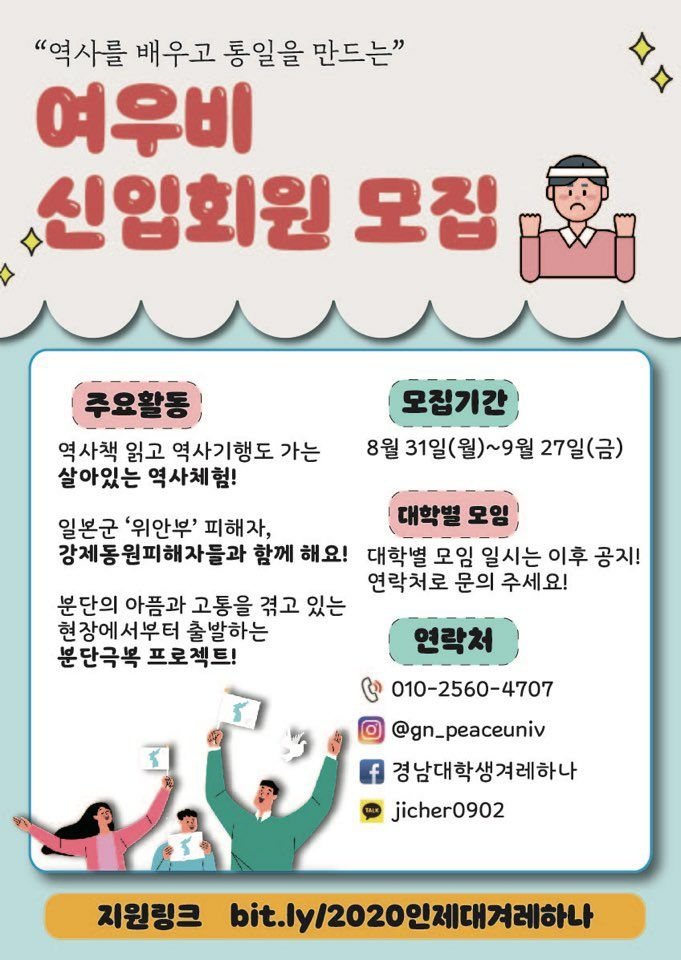 “역사를 배우고 통일을 만드는”
여우비
신입회원 모집
주요활동
역사책 읽고 역사기행도 가는
살아있는 역사체험!
일본군 ‘위안부’ 피해자,
강제동원피해자들과 함께 해요!
분단의 아픔과 고통을 겪고 있는
현장에서부터 출발하는
분단극복 프로젝트!
모집기간
8월 31일(월)~9월 27일(금)
대학별 모임
대학별 모임 일시는 이후 공지!
연락처로 문의 주세요!
연락처
010-2560-4707
@gn_peaceuniv
경남대학생겨레하나
TALK
jicher0902
지원링크 bit.ly/2020인제대겨레하나